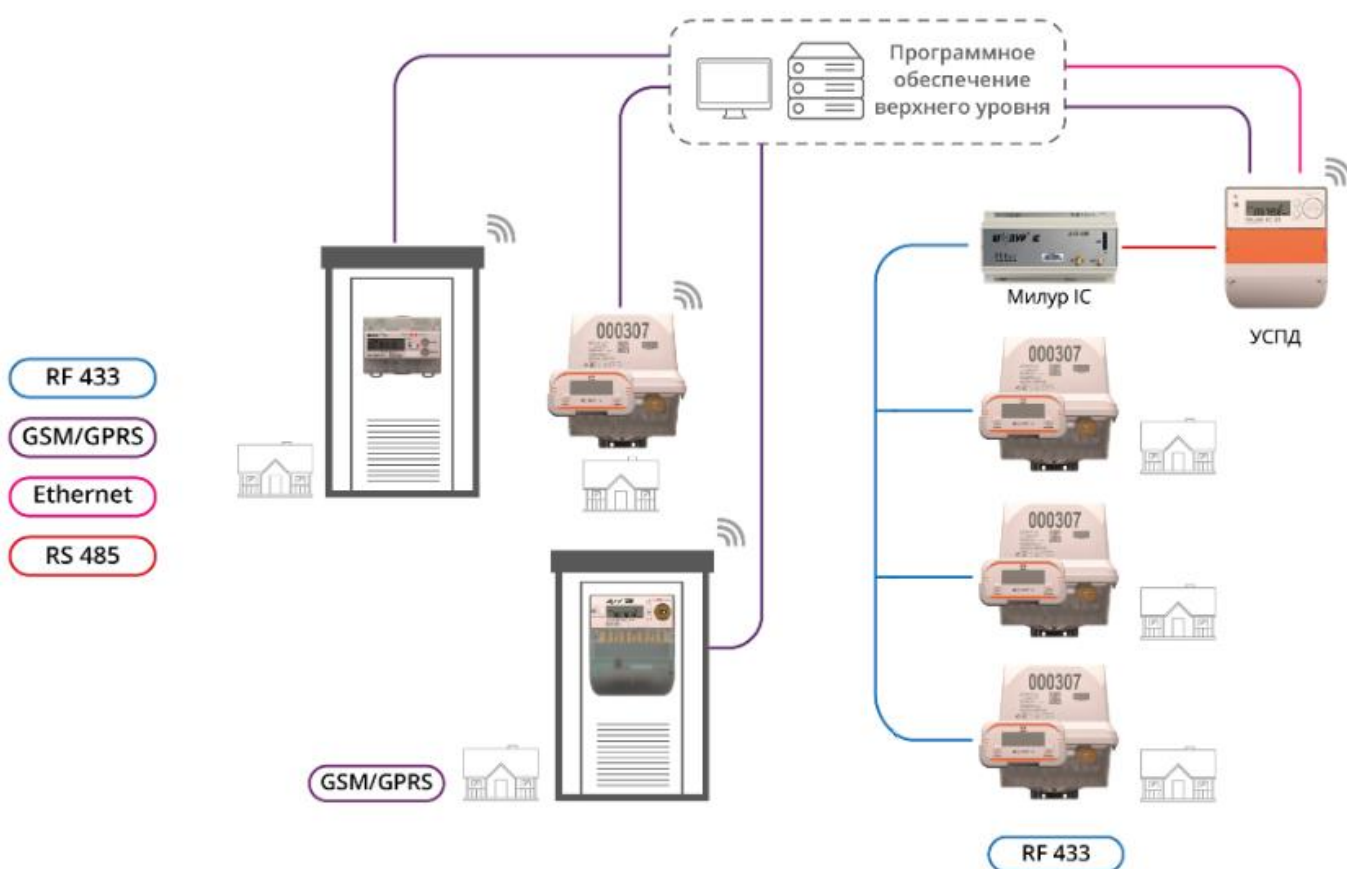 Программное
обеспечение
верхнего уровня
Милур IC
УСПД
RF 433
GSM/GPRS
Ethernet
RS 485
000307
000307
000307
000307
GSM/GPRS
RF 433